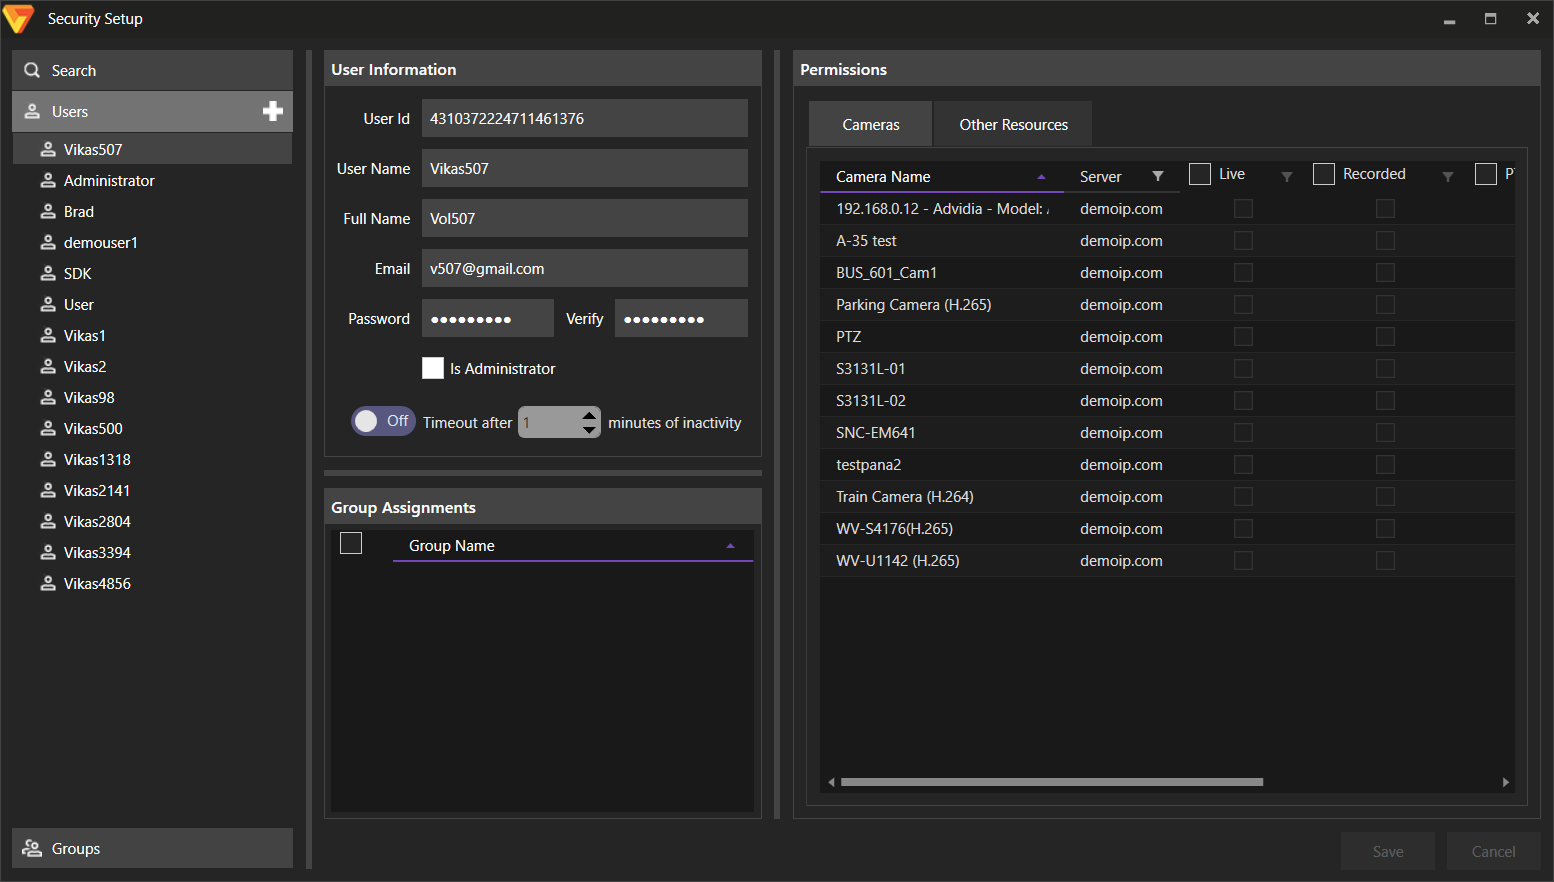 Security Setup
Search
Users
Vikas507
Administrator
Brad
demouser1
SDK
User
Vikas1
Vikas2
Vikas98
Vikas500
Vikas1318
Vikas2141
Vikas2804
Vikas3394
Vikas4856
Groups
User Information
User Id 4310372224711461376
User Name Vikas507
Full Name Vol507
Email v507@gmail.com
Password ●●●●●●●●● Verify ●●●●●●●●●
Is Administrator
Off Timeout after 1 minutes of inactivity
Group Assignments
Group Name
Permissions
Cameras Other Resources
Camera Name Server Live Recorded
192.168.0.12 - Advidia - Model: demoip.com
A-35 test demoip.com
BUS_601_Cam1 demoip.com
Parking Camera (H.265) demoip.com
PTZ demoip.com
S3131L-01 demoip.com
S3131L-02 demoip.com
SNC-EM641 demoip.com
testpana2 demoip.com
Train Camera (H.264) demoip.com
WV-S4176(H.265) demoip.com
WV-U1142 (H.265) demoip.com
Save Cancel